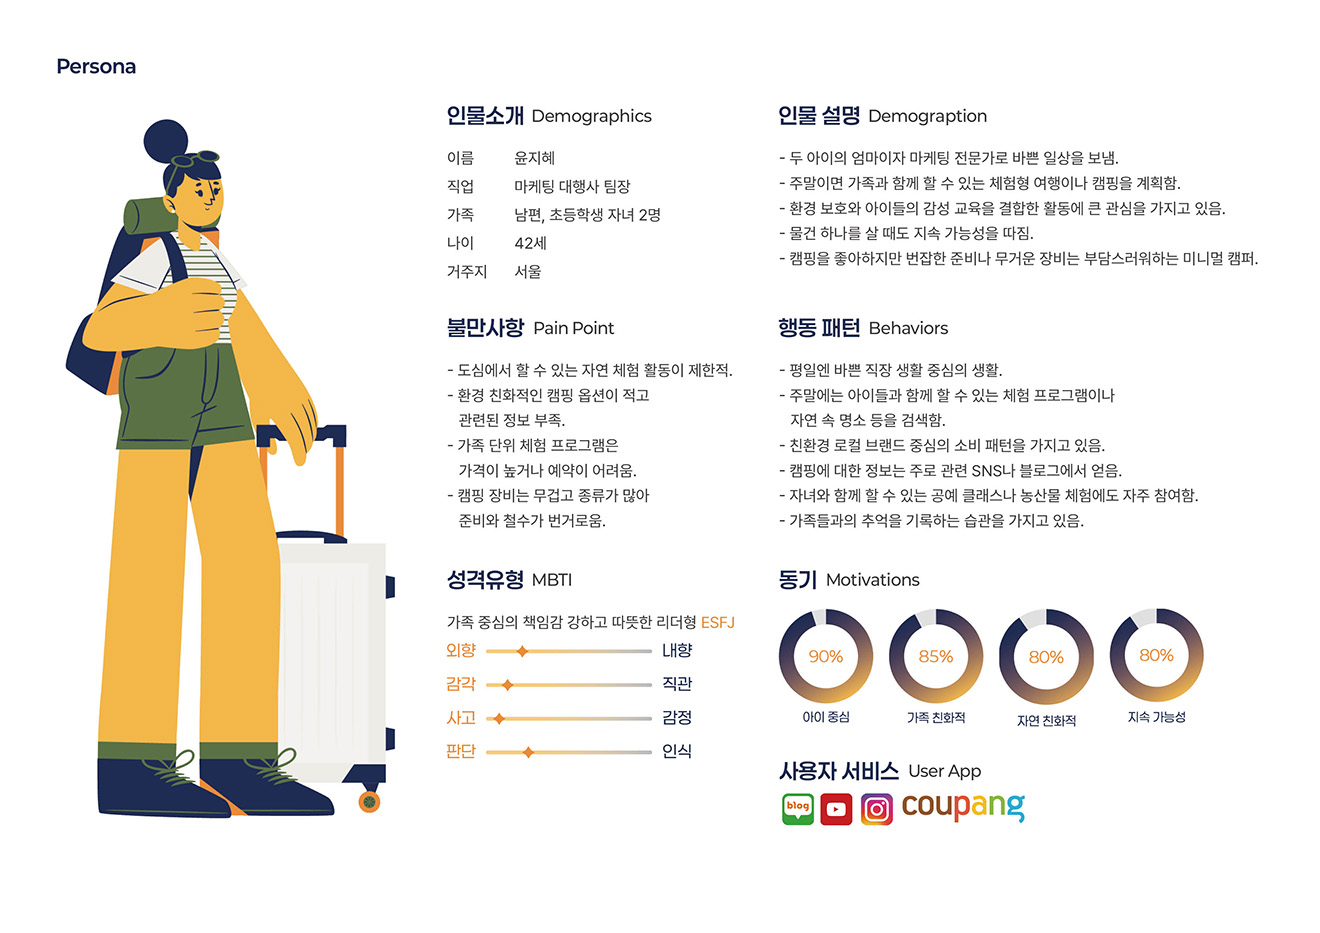 Persona
인물소개 Demographics
이름 윤지혜
직업 마케팅 대행사 팀장
가족 남편, 초등학생 자녀 2명
나이 42세
거주지 서울
인물 설명 Demograption
- 두 아이의 엄마이자 마케팅 전문가로 바쁜 일상을 보냄.
- 주말이면 가족과 함께 할 수 있는 체험형 여행이나 캠핑을 계획함.
- 환경 보호와 아이들의 감성 교육을 결합한 활동에 큰 관심을 가지고 있음.
- 물건 하나를 살 때도 지속 가능성을 따짐.
- 캠핑을 좋아하지만 번잡한 준비나 무거운 장비는 부담스러워하는 미니멀 캠퍼.
불만사항 Pain Point
- 도심에서 할 수 있는 자연 체험 활동이 제한적.
- 환경 친화적인 캠핑 옵션이 적고
관련된 정보 부족.
- 가족 단위 체험 프로그램은
가격이 높거나 예약이 어려움.
- 캠핑 장비는 무겁고 종류가 많아
준비와 철수가 번거로움.
행동 패턴 Behaviors
- 평일엔 바쁜 직장 생활 중심의 생활.
- 주말에는 아이들과 함께 할 수 있는 체험 프로그램이나
자연 속 명소 등을 검색함.
- 친환경 로컬 브랜드 중심의 소비 패턴을 가지고 있음.
- 캠핑에 대한 정보는 주로 관련 SNS나 블로그에서 얻음.
- 자녀와 함께 할 수 있는 공예 클래스나 농산물 체험에도 자주 참여함.
- 가족들과의 추억을 기록하는 습관을 가지고 있음.
성격유형 MBTI
가족 중심의 책임감 강하고 따뜻한 리더형 ESFJ
외향 내향
감각 직관
사고 감정
판단 인식
동기 Motivations
90% 85% 80% 80%
아이 중심 가족 친화적 자연 친화적 지속 가능성
사용자 서비스 User App
blog coupang